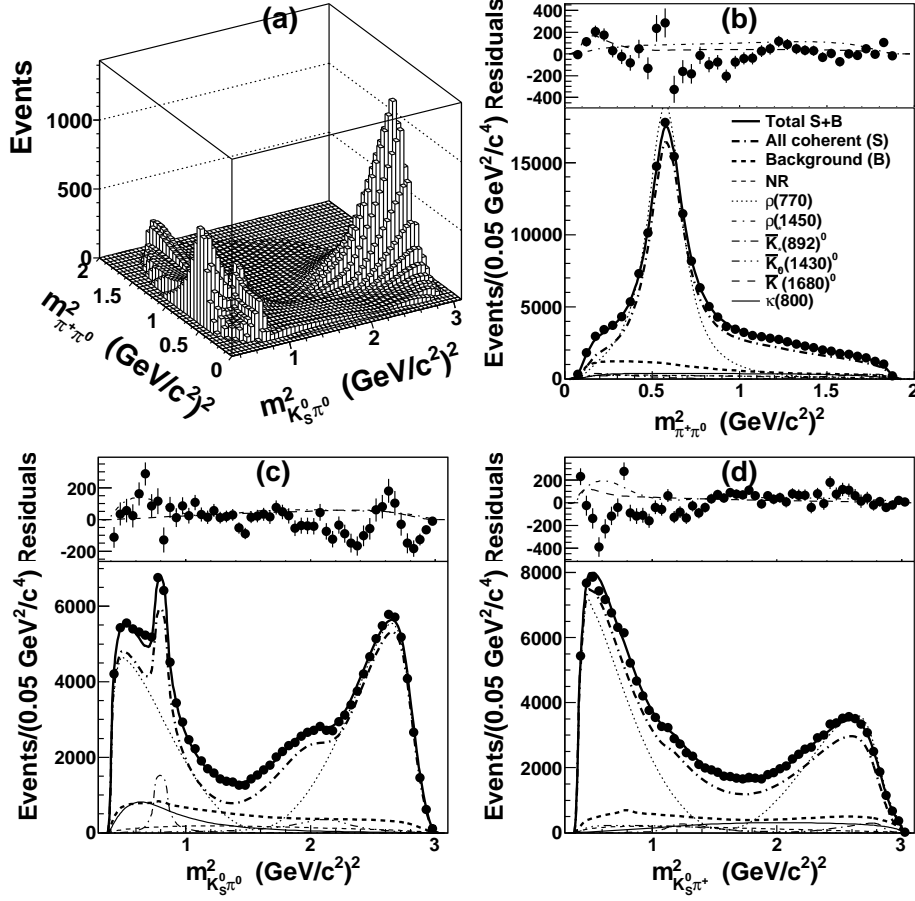 (a)
Events
1000
500
0
2
1.5
1
0.5
0
1
2
3
m²π⁺π⁰ (GeV/c²)²
m²K⁰Sπ⁰ (GeV/c²)²
(b)
Residuals
400
200
0
-200
-400
Events/(0.05 GeV²/c⁴)
15000
10000
5000
0
Total S+B
All coherent (S)
Background (B)
NR
ρ(770)
ρ(1450)
K̅*(892)⁰
K̅₀(1430)⁰
K̅(1680)⁰
κ(800)
0 0.5 1 1.5 2
m²π⁺π⁰ (GeV/c²)²
(c)
Residuals
200
0
-200
Events/(0.05 GeV²/c⁴)
6000
4000
2000
0
1 2 3
m²K⁰Sπ⁰ (GeV/c²)²
(d)
Residuals
200
0
-200
-400
Events/(0.05 GeV²/c⁴)
8000
6000
4000
2000
0
1 2 3
m²K⁰Sπ⁺ (GeV/c²)²